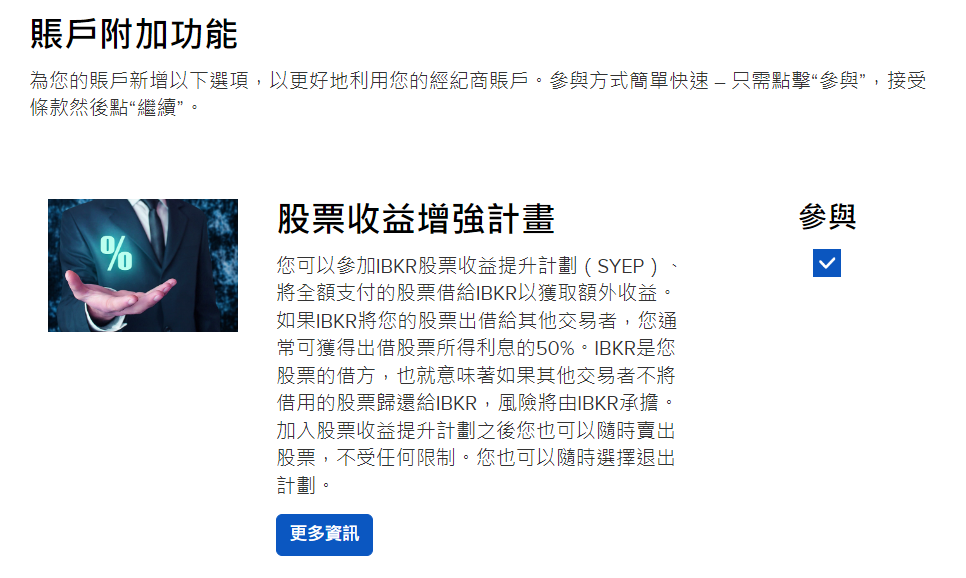 賬戶附加功能
為您的賬戶新增以下選項，以更好地利用您的經紀商賬戶。參與方式簡單快速 – 只需點擊“參與”，接受
條款然後點“繼續”。
%
股票收益增強計畫
參與
您可以參加IBKR股票收益提升計劃（SYEP）、
將全額支付的股票借給IBKR以獲取額外收益。
如果IBKR將您的股票出借給其他交易者，您通
常可獲得出借股票所得利息的50%。IBKR是您
股票的借方，也就意味著如果其他交易者不將
借用的股票歸還給IBKR，風險將由IBKR承擔。
加入股票收益提升計劃之後您也可以隨時賣出
股票，不受任何限制。您也可以隨時選擇退出
計劃。
更多資訊